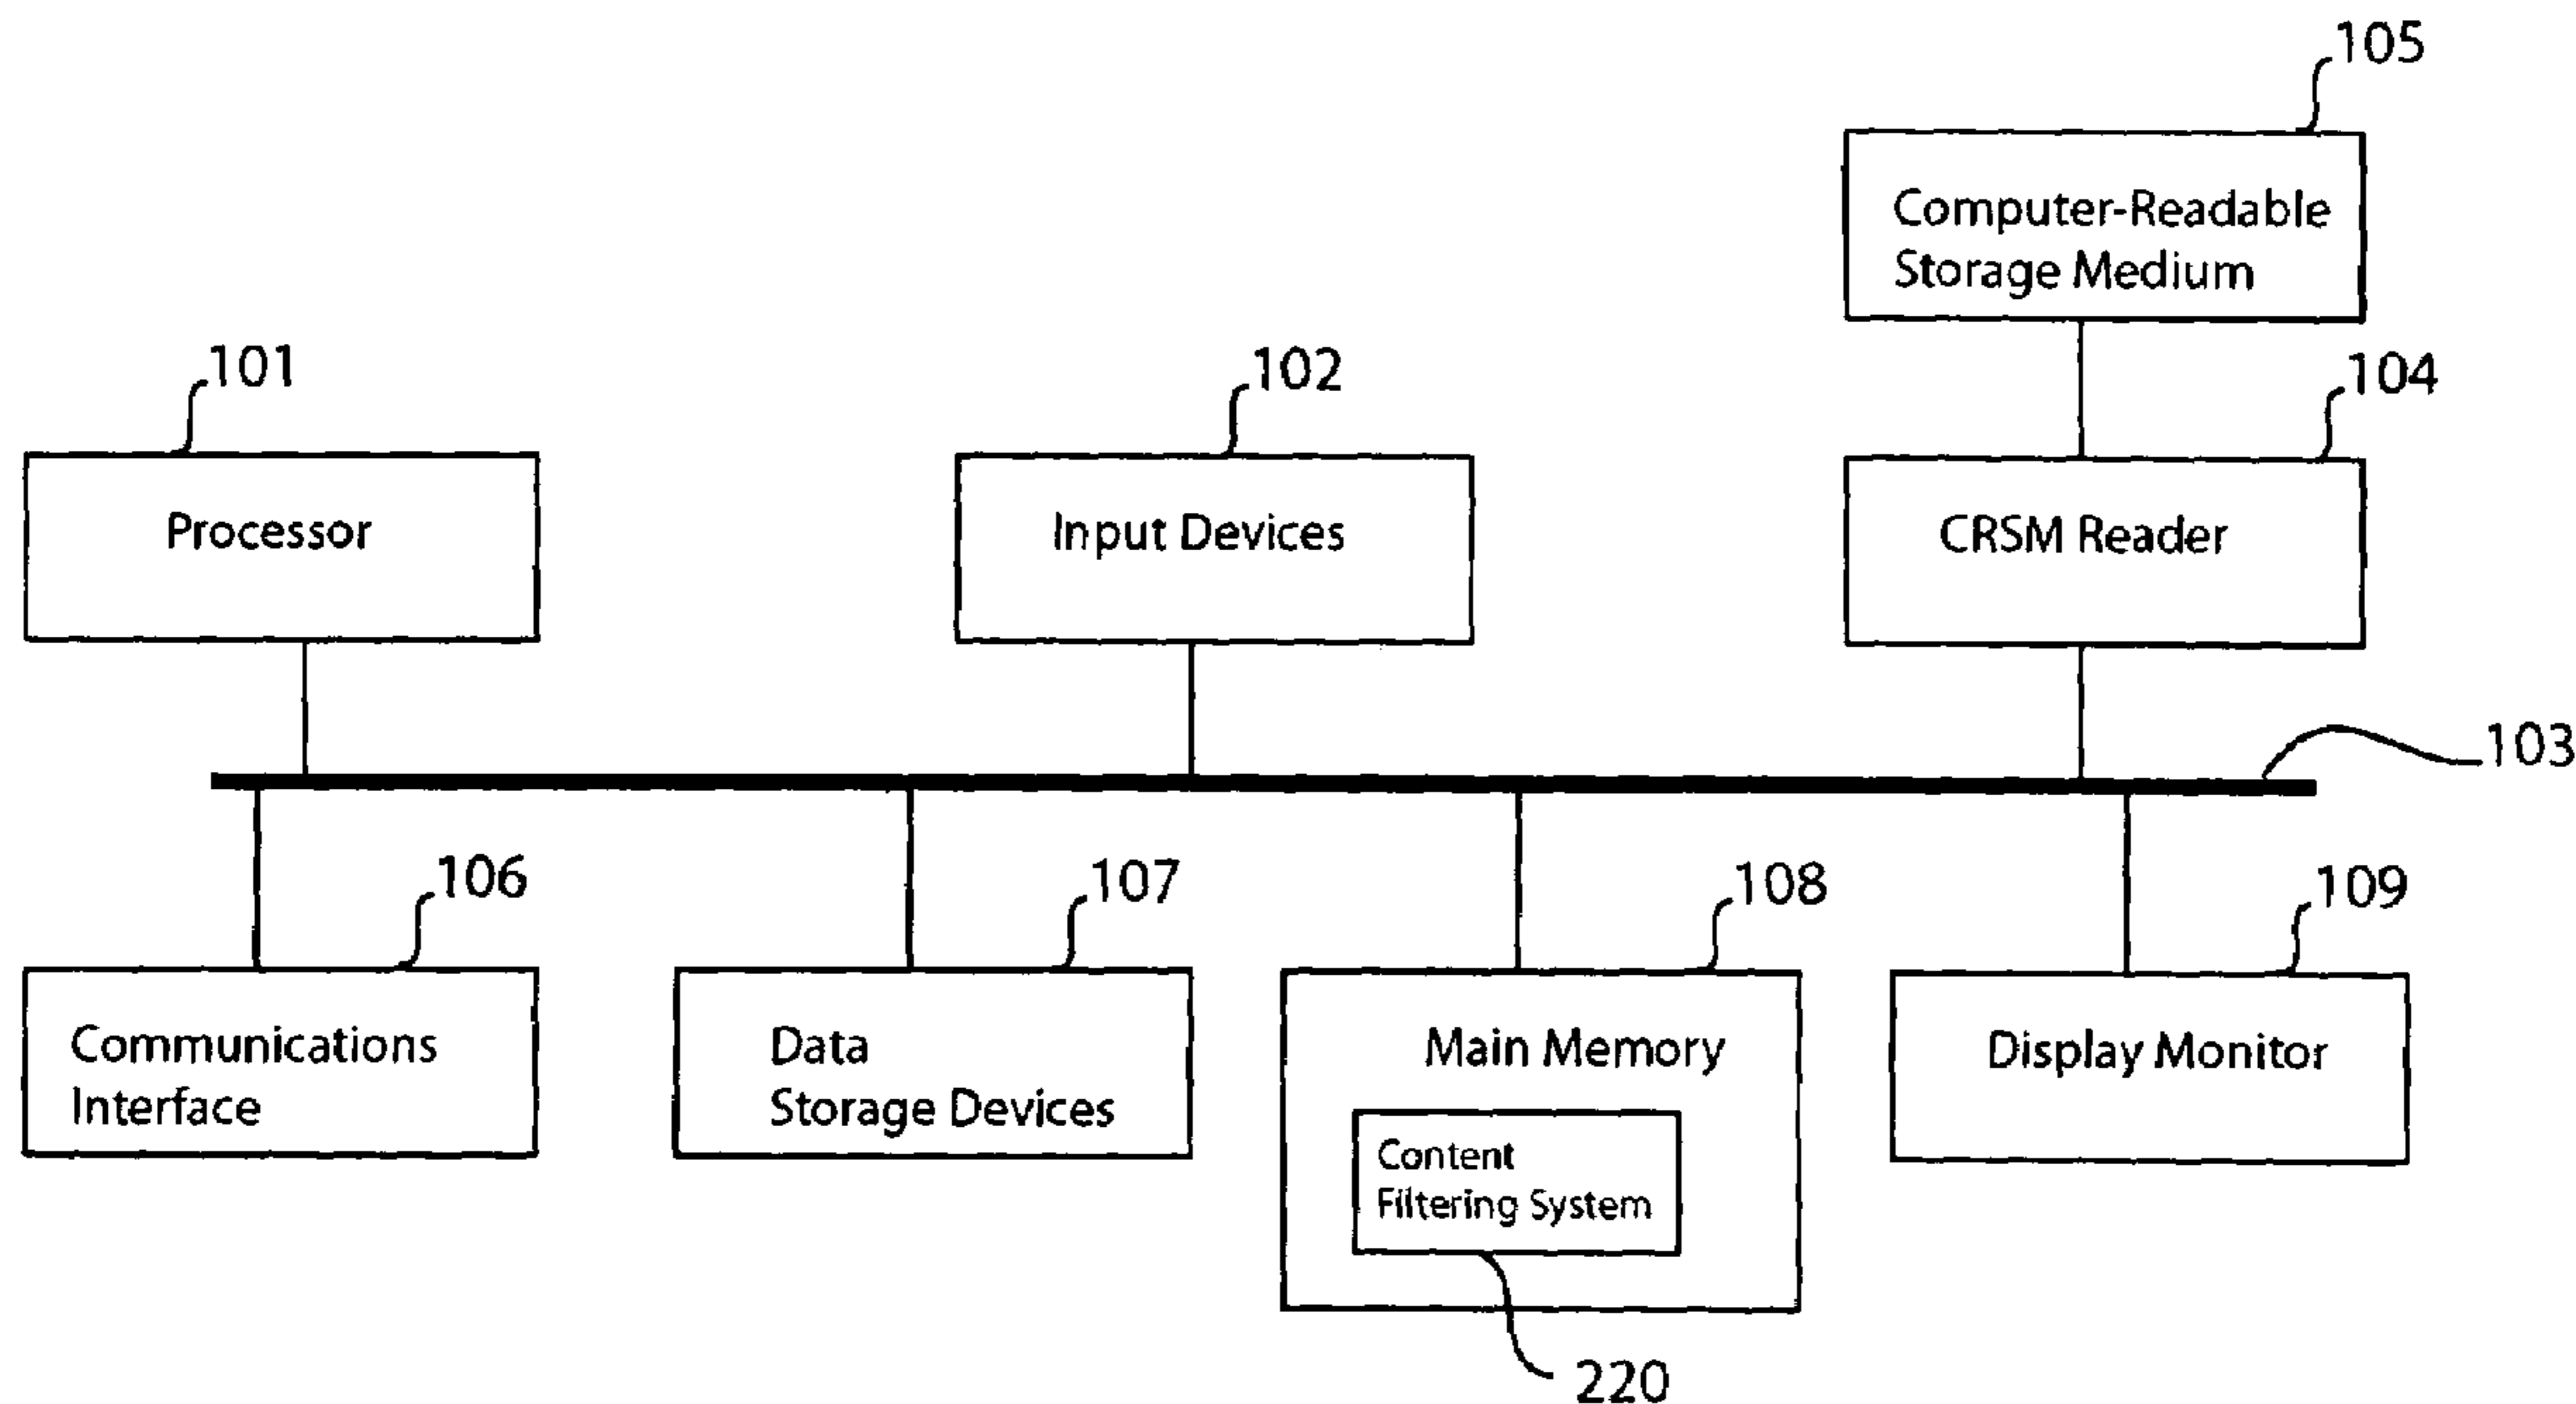 105
Computer-Readable
Storage Medium
101
102
104
Processor
Input Devices
CRSM Reader
103
106
107
108
109
Communications
Interface
Data
Storage Devices
Main Memory
Content
Filtering System
Display Monitor
220